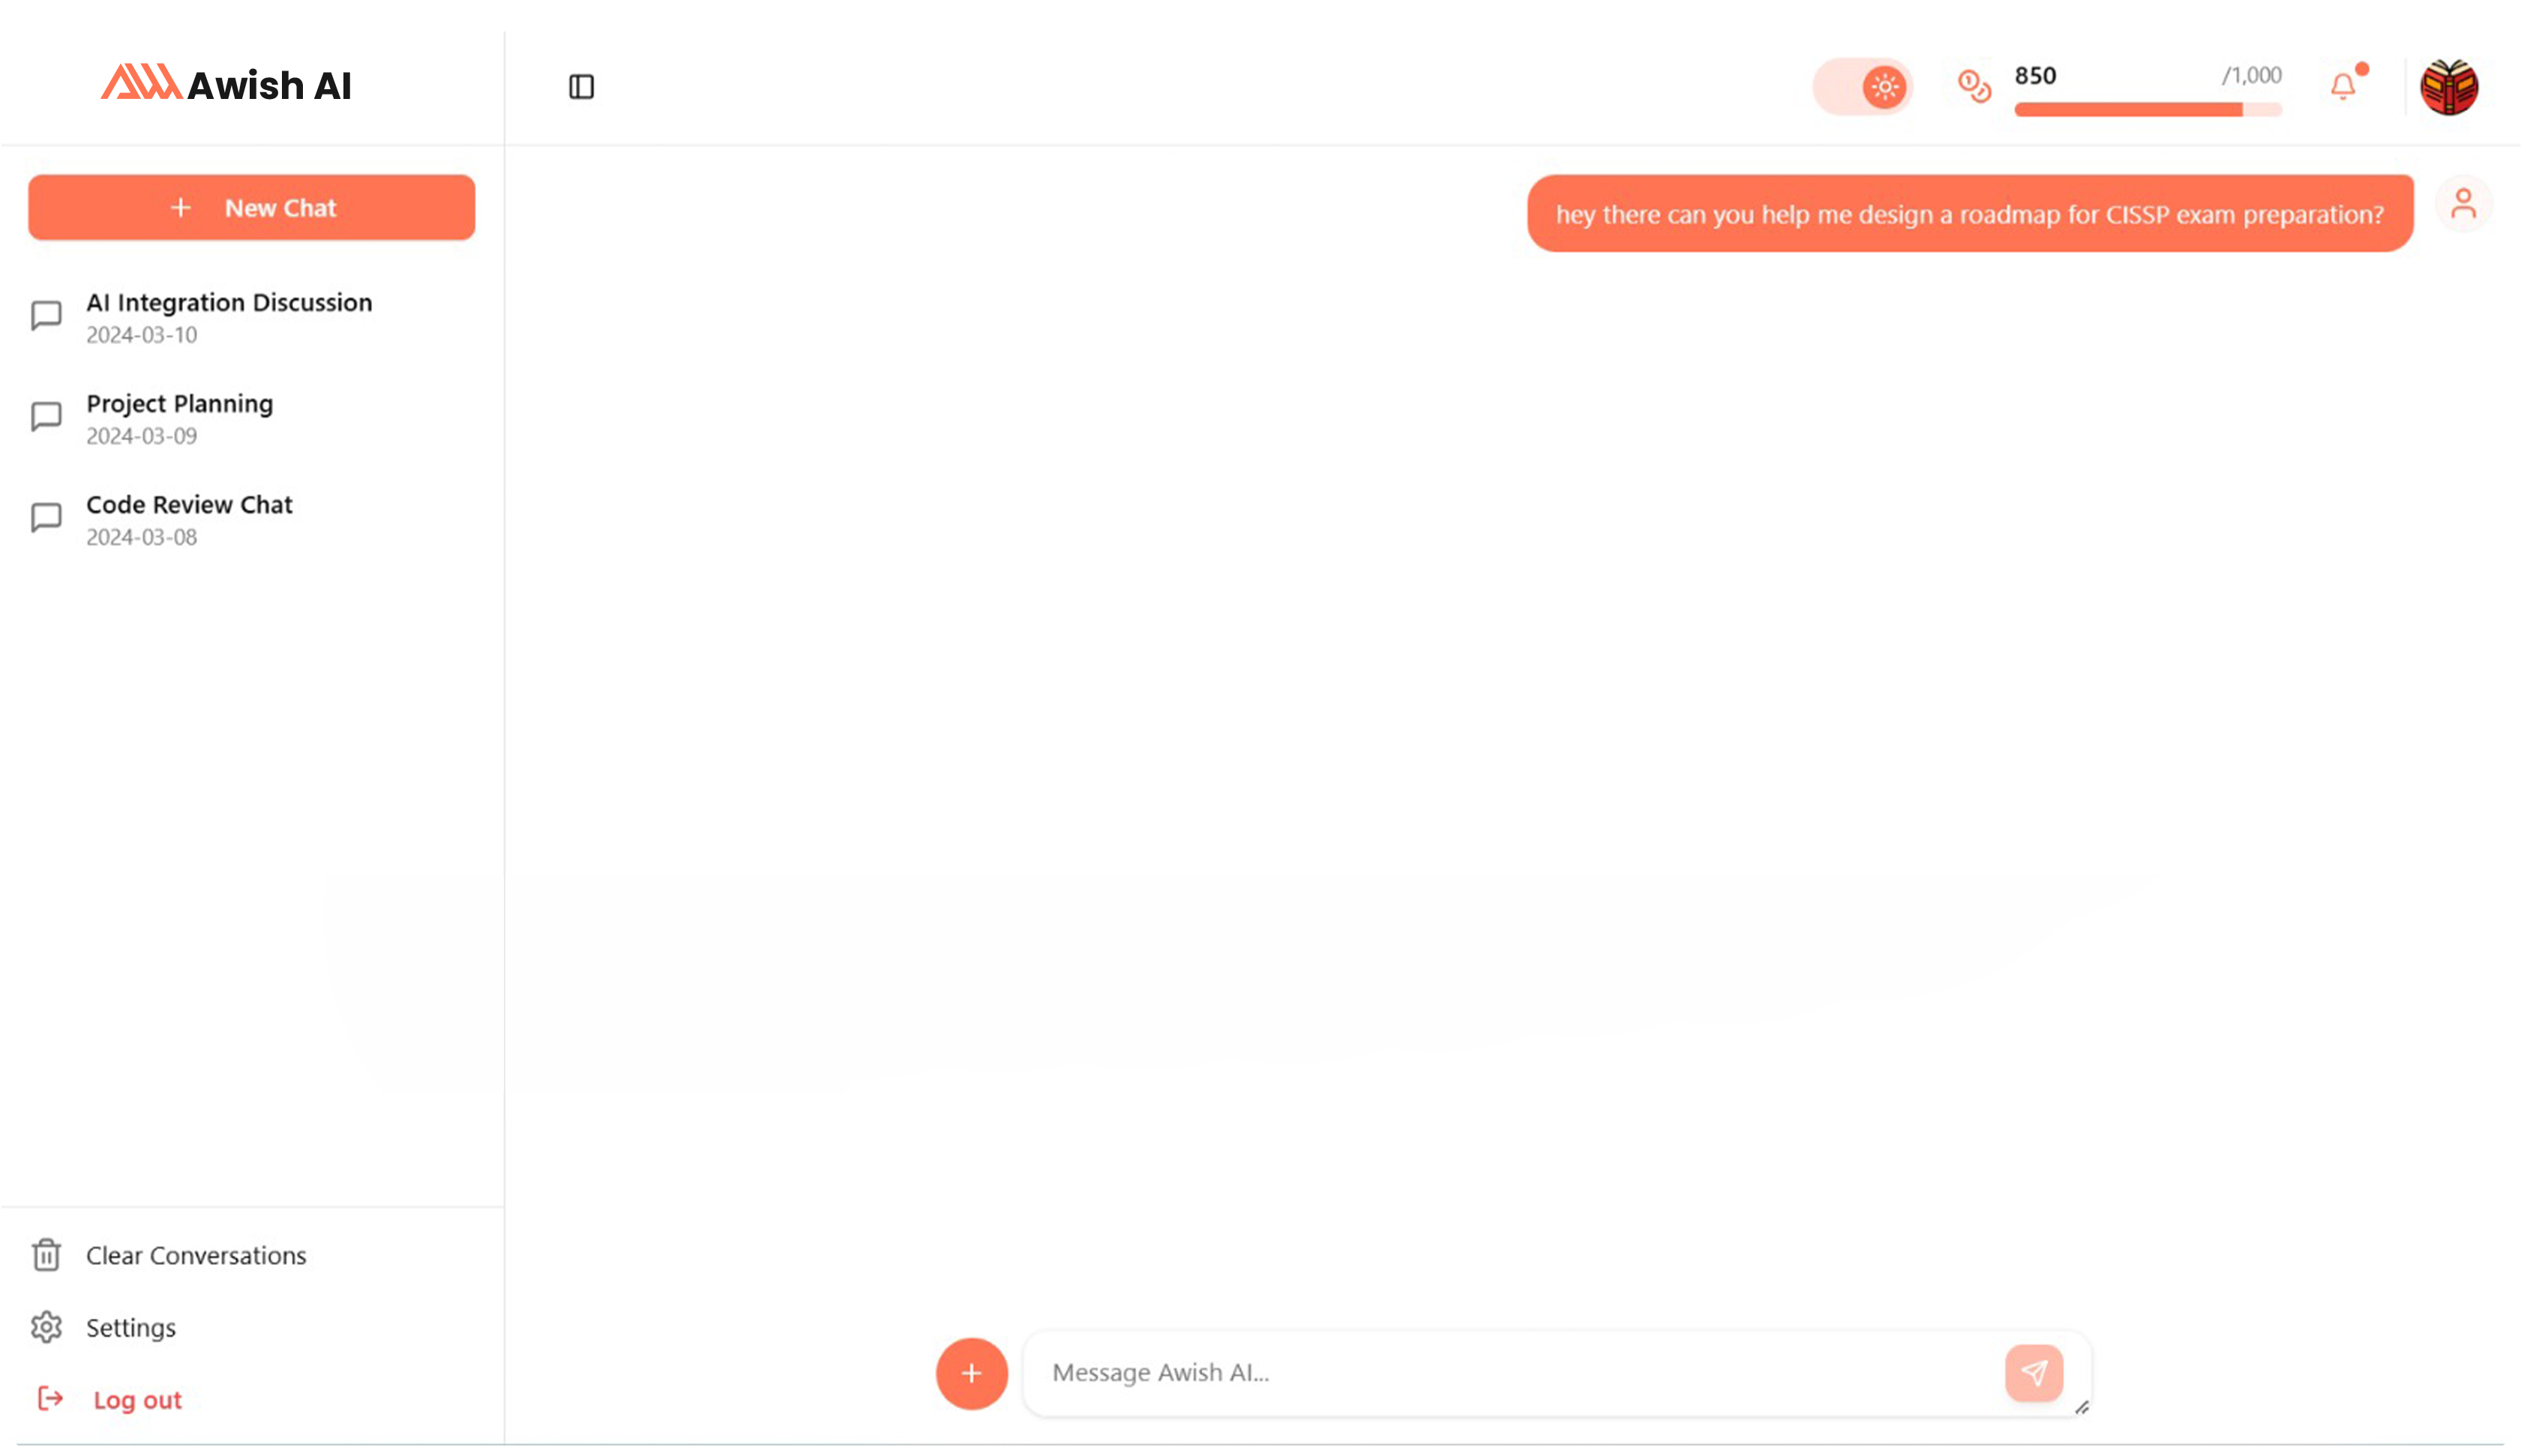 Awish AI
850 /1,000
New Chat
hey there can you help me design a roadmap for CISSP exam preparation?
AI Integration Discussion
2024-03-10
Project Planning
2024-03-09
Code Review Chat
2024-03-08
Clear Conversations
Settings
Log out
Message Awish AI...